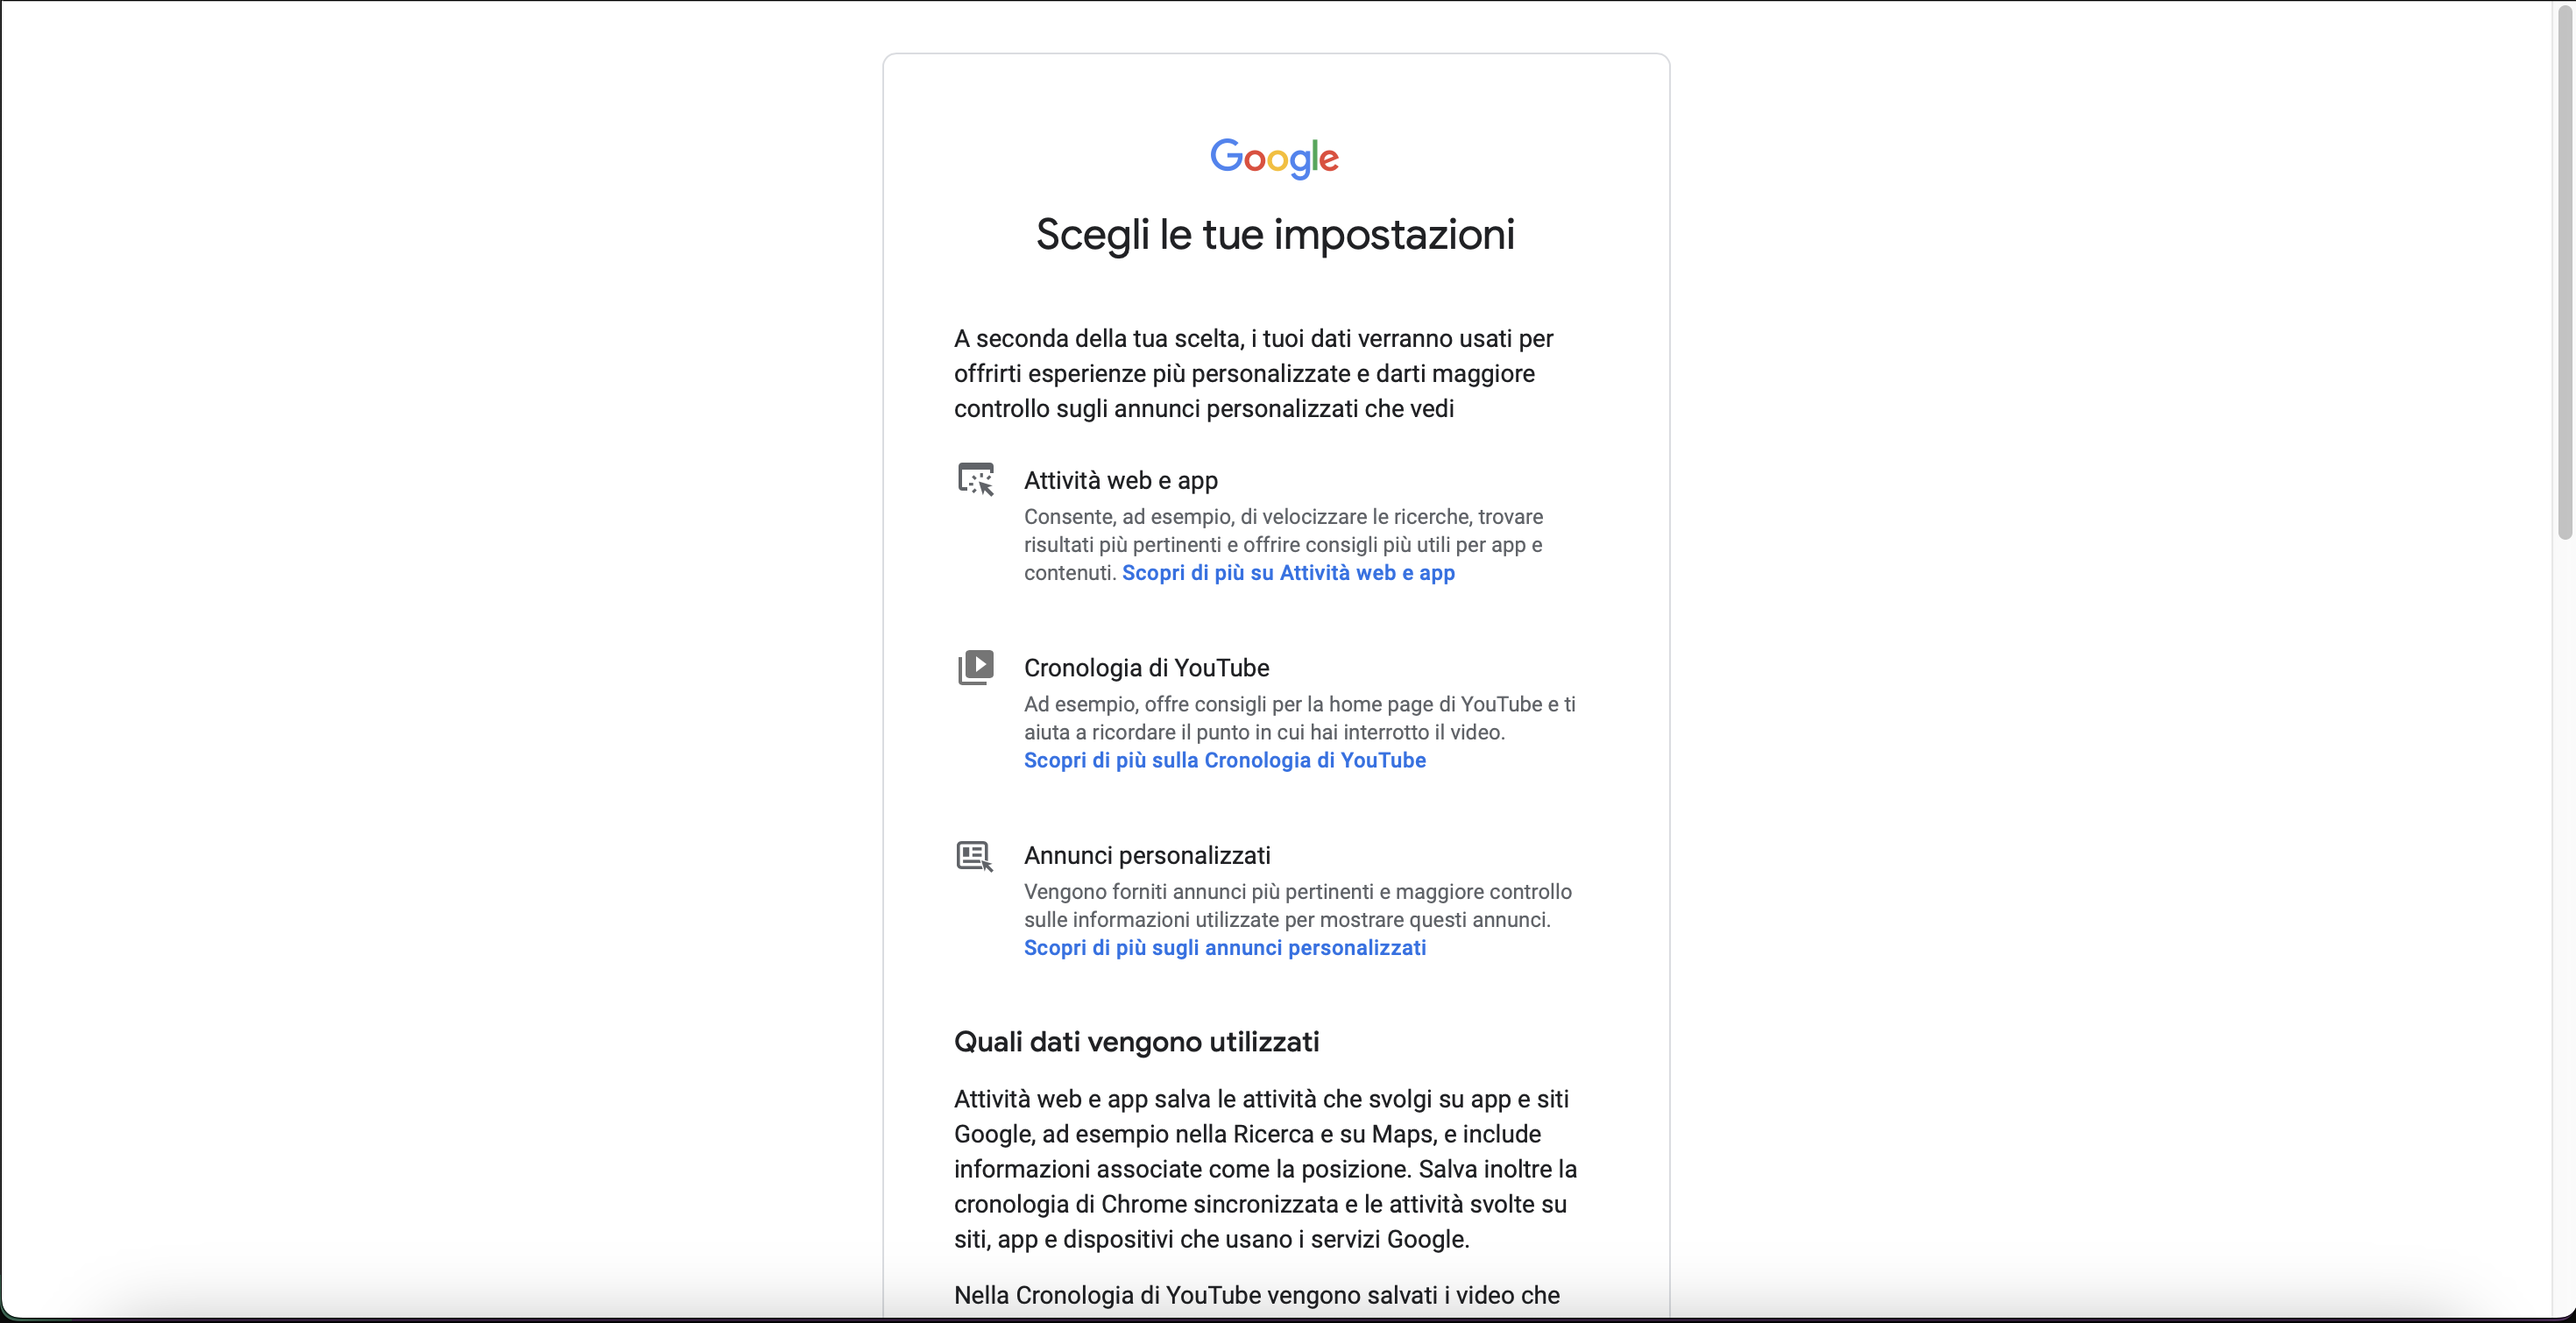 Google
Scegli le tue impostazioni
A seconda della tua scelta, i tuoi dati verranno usati per
offrirti esperienze più personalizzate e darti maggiore
controllo sugli annunci personalizzati che vedi
Attività web e app
Consente, ad esempio, di velocizzare le ricerche, trovare
risultati più pertinenti e offrire consigli più utili per app e
contenuti. Scopri di più su Attività web e app
Cronologia di YouTube
Ad esempio, offre consigli per la home page di YouTube e ti
aiuta a ricordare il punto in cui hai interrotto il video.
Scopri di più sulla Cronologia di YouTube
Annunci personalizzati
Vengono forniti annunci più pertinenti e maggiore controllo
sulle informazioni utilizzate per mostrare questi annunci.
Scopri di più sugli annunci personalizzati
Quali dati vengono utilizzati
Attività web e app salva le attività che svolgi su app e siti
Google, ad esempio nella Ricerca e su Maps, e include
informazioni associate come la posizione. Salva inoltre la
cronologia di Chrome sincronizzata e le attività svolte su
siti, app e dispositivi che usano i servizi Google.
Nella Cronologia di YouTube vengono salvati i video che